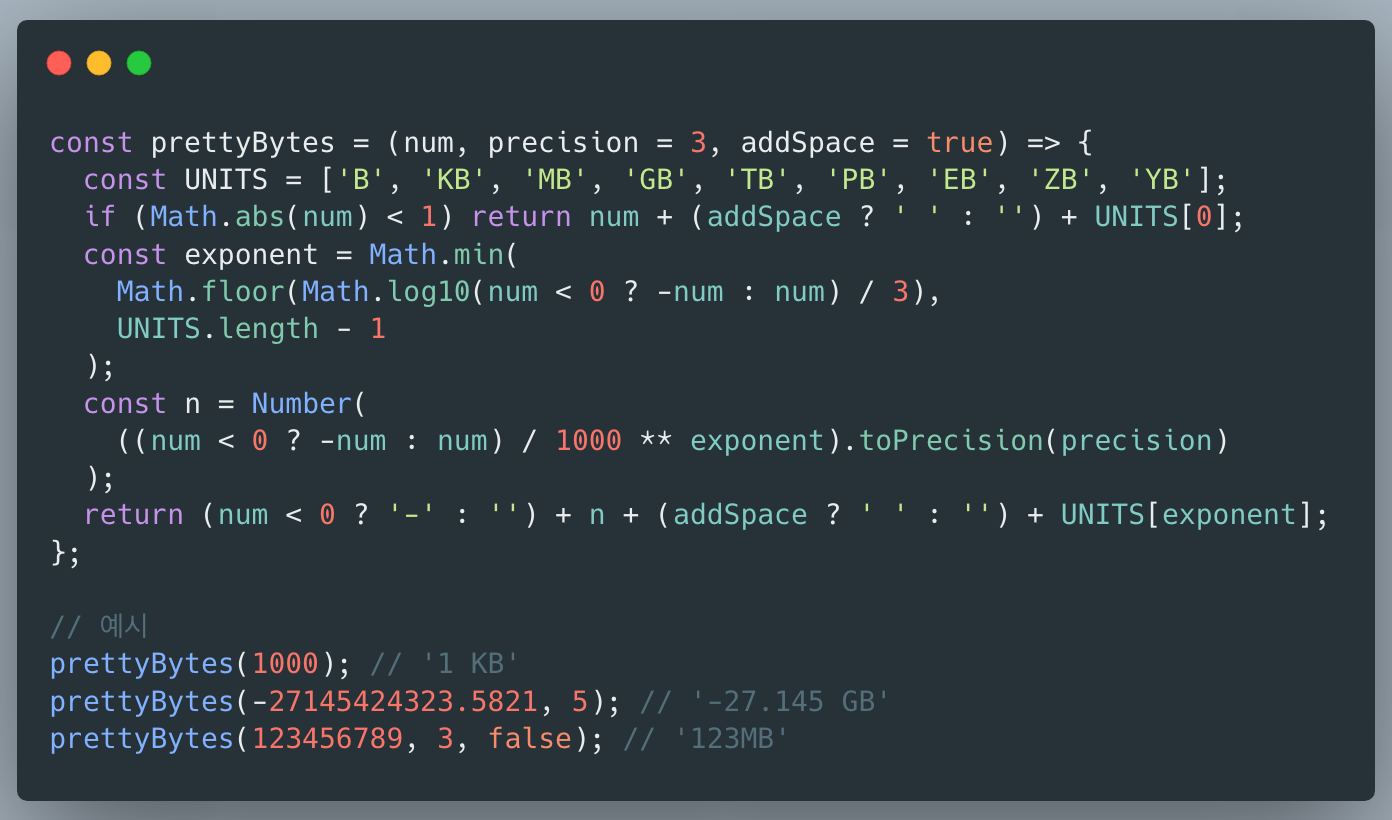 const prettyBytes = (num, precision = 3, addSpace = true) => {
  const UNITS = ['B', 'KB', 'MB', 'GB', 'TB', 'PB', 'EB', 'ZB', 'YB'];
  if (Math.abs(num) < 1) return num + (addSpace ? ' ' : '') + UNITS[0];
  const exponent = Math.min(
    Math.floor(Math.log10(num < 0 ? -num : num) / 3),
    UNITS.length - 1
  );
  const n = Number(
    ((num < 0 ? -num : num) / 1000 ** exponent).toPrecision(precision)
  );
  return (num < 0 ? '-' : '') + n + (addSpace ? ' ' : '') + UNITS[exponent];
};

// 예시
prettyBytes(1000); // '1 KB'
prettyBytes(-27145424323.5821, 5); // '-27.145 GB'
prettyBytes(123456789, 3, false); // '123MB'